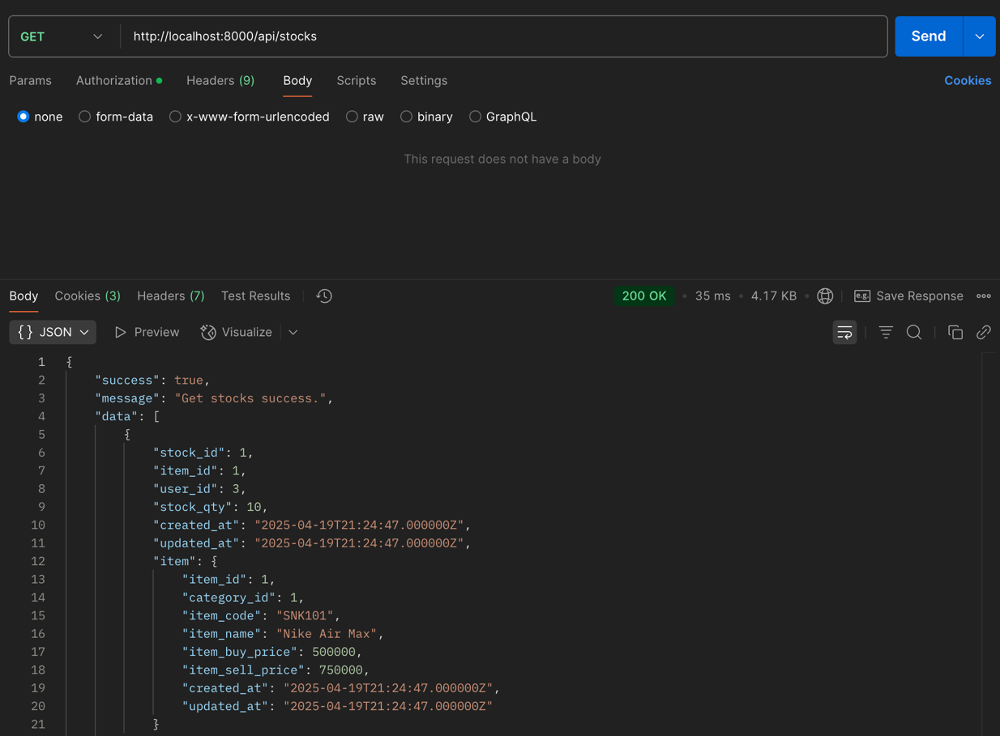 GET http://localhost:8000/api/stocks Send
Params Authorization Headers (9) Body Scripts Settings Cookies
none form-data x-www-form-urlencoded raw binary GraphQL
This request does not have a body
Body Cookies (3) Headers (7) Test Results 200 OK • 35 ms • 4.17 KB • e.g. Save Response
{} JSON Preview Visualize
1 {
2 "success": true,
3 "message": "Get stocks success.",
4 "data": [
5 {
6 "stock_id": 1,
7 "item_id": 1,
8 "user_id": 3,
9 "stock_qty": 10,
10 "created_at": "2025-04-19T21:24:47.000000Z",
11 "updated_at": "2025-04-19T21:24:47.000000Z",
12 "item": {
13 "item_id": 1,
14 "category_id": 1,
15 "item_code": "SNK101",
16 "item_name": "Nike Air Max",
17 "item_buy_price": 500000,
18 "item_sell_price": 750000,
19 "created_at": "2025-04-19T21:24:47.000000Z",
20 "updated_at": "2025-04-19T21:24:47.000000Z"
21 }